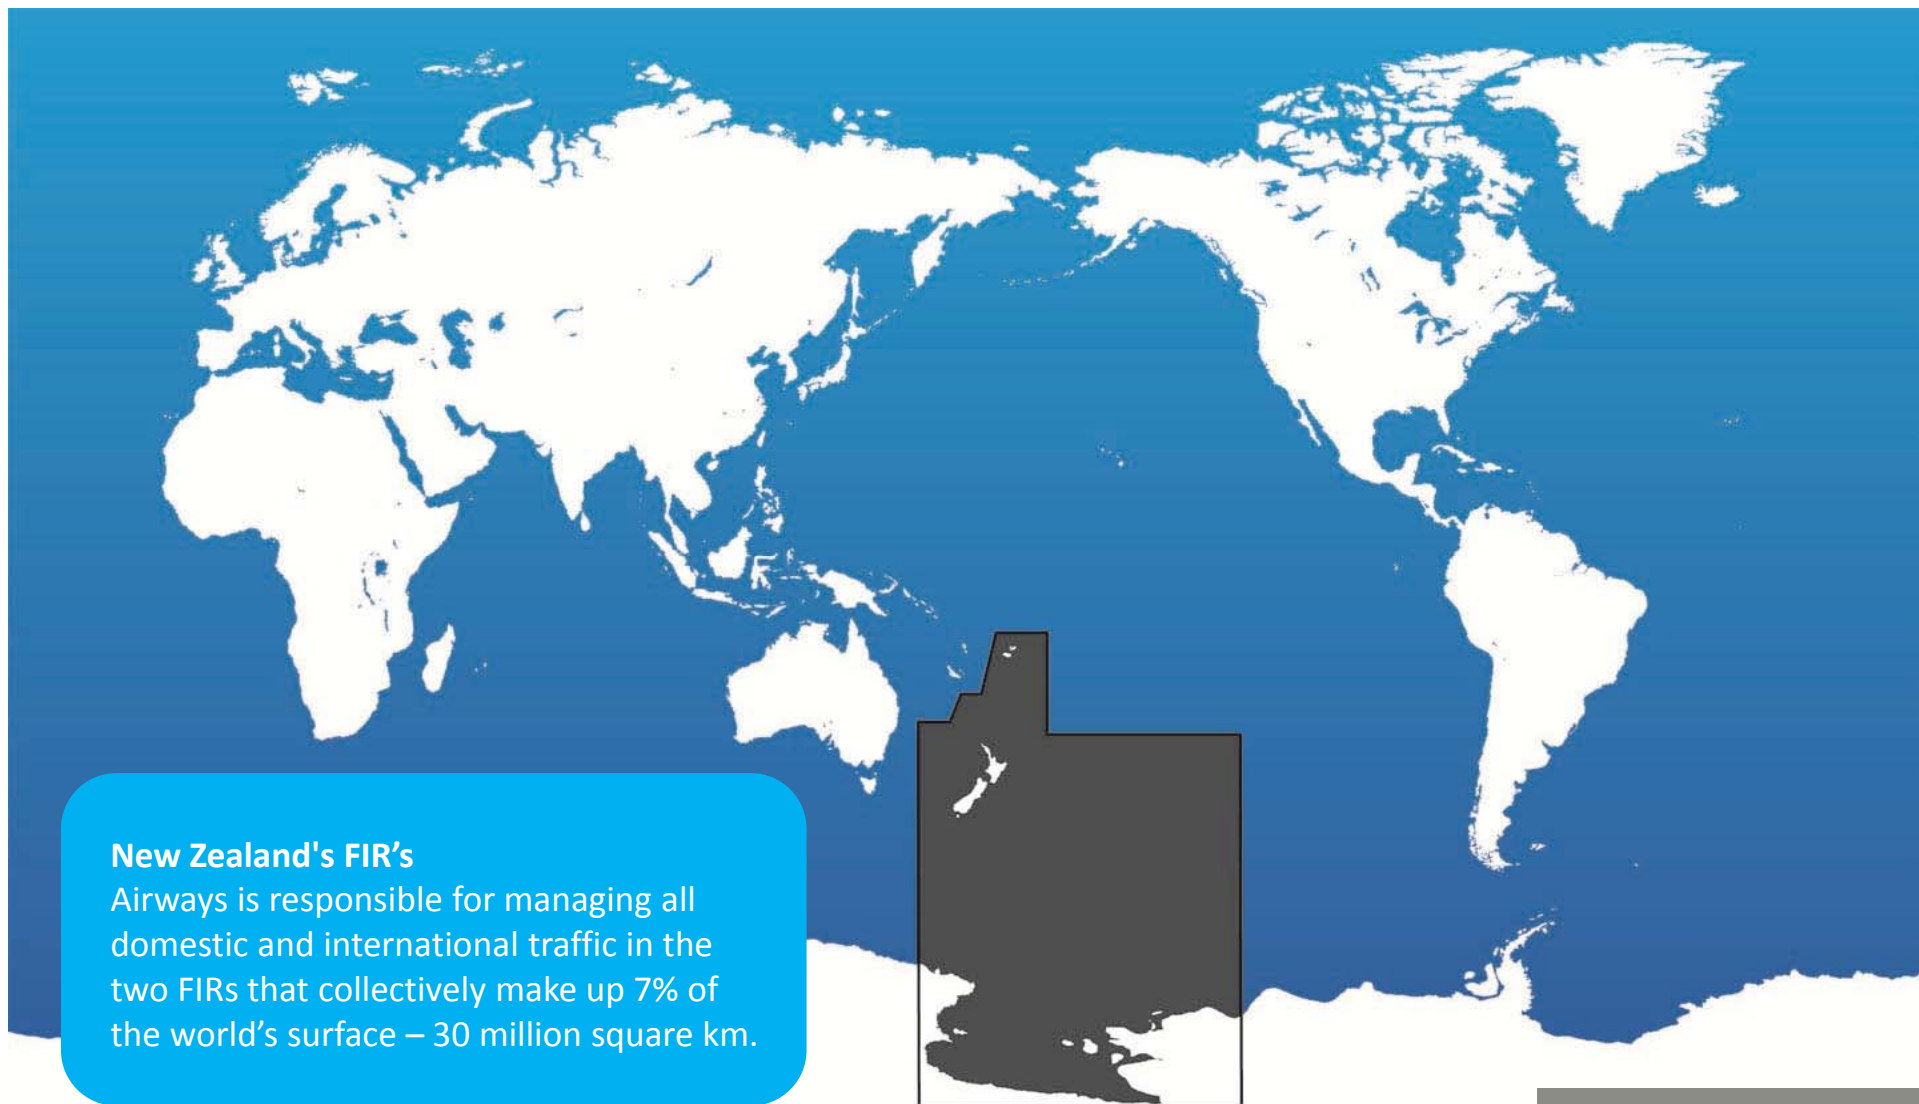 New Zealand's FIR’s
Airways is responsible for managing all
domestic and international traffic in the
two FIRs that collectively make up 7% of
the world’s surface – 30 million square km.